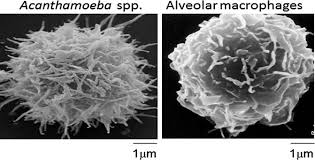 Acanthamoeba spp.
Alveolar macrophages
1μm
1μm